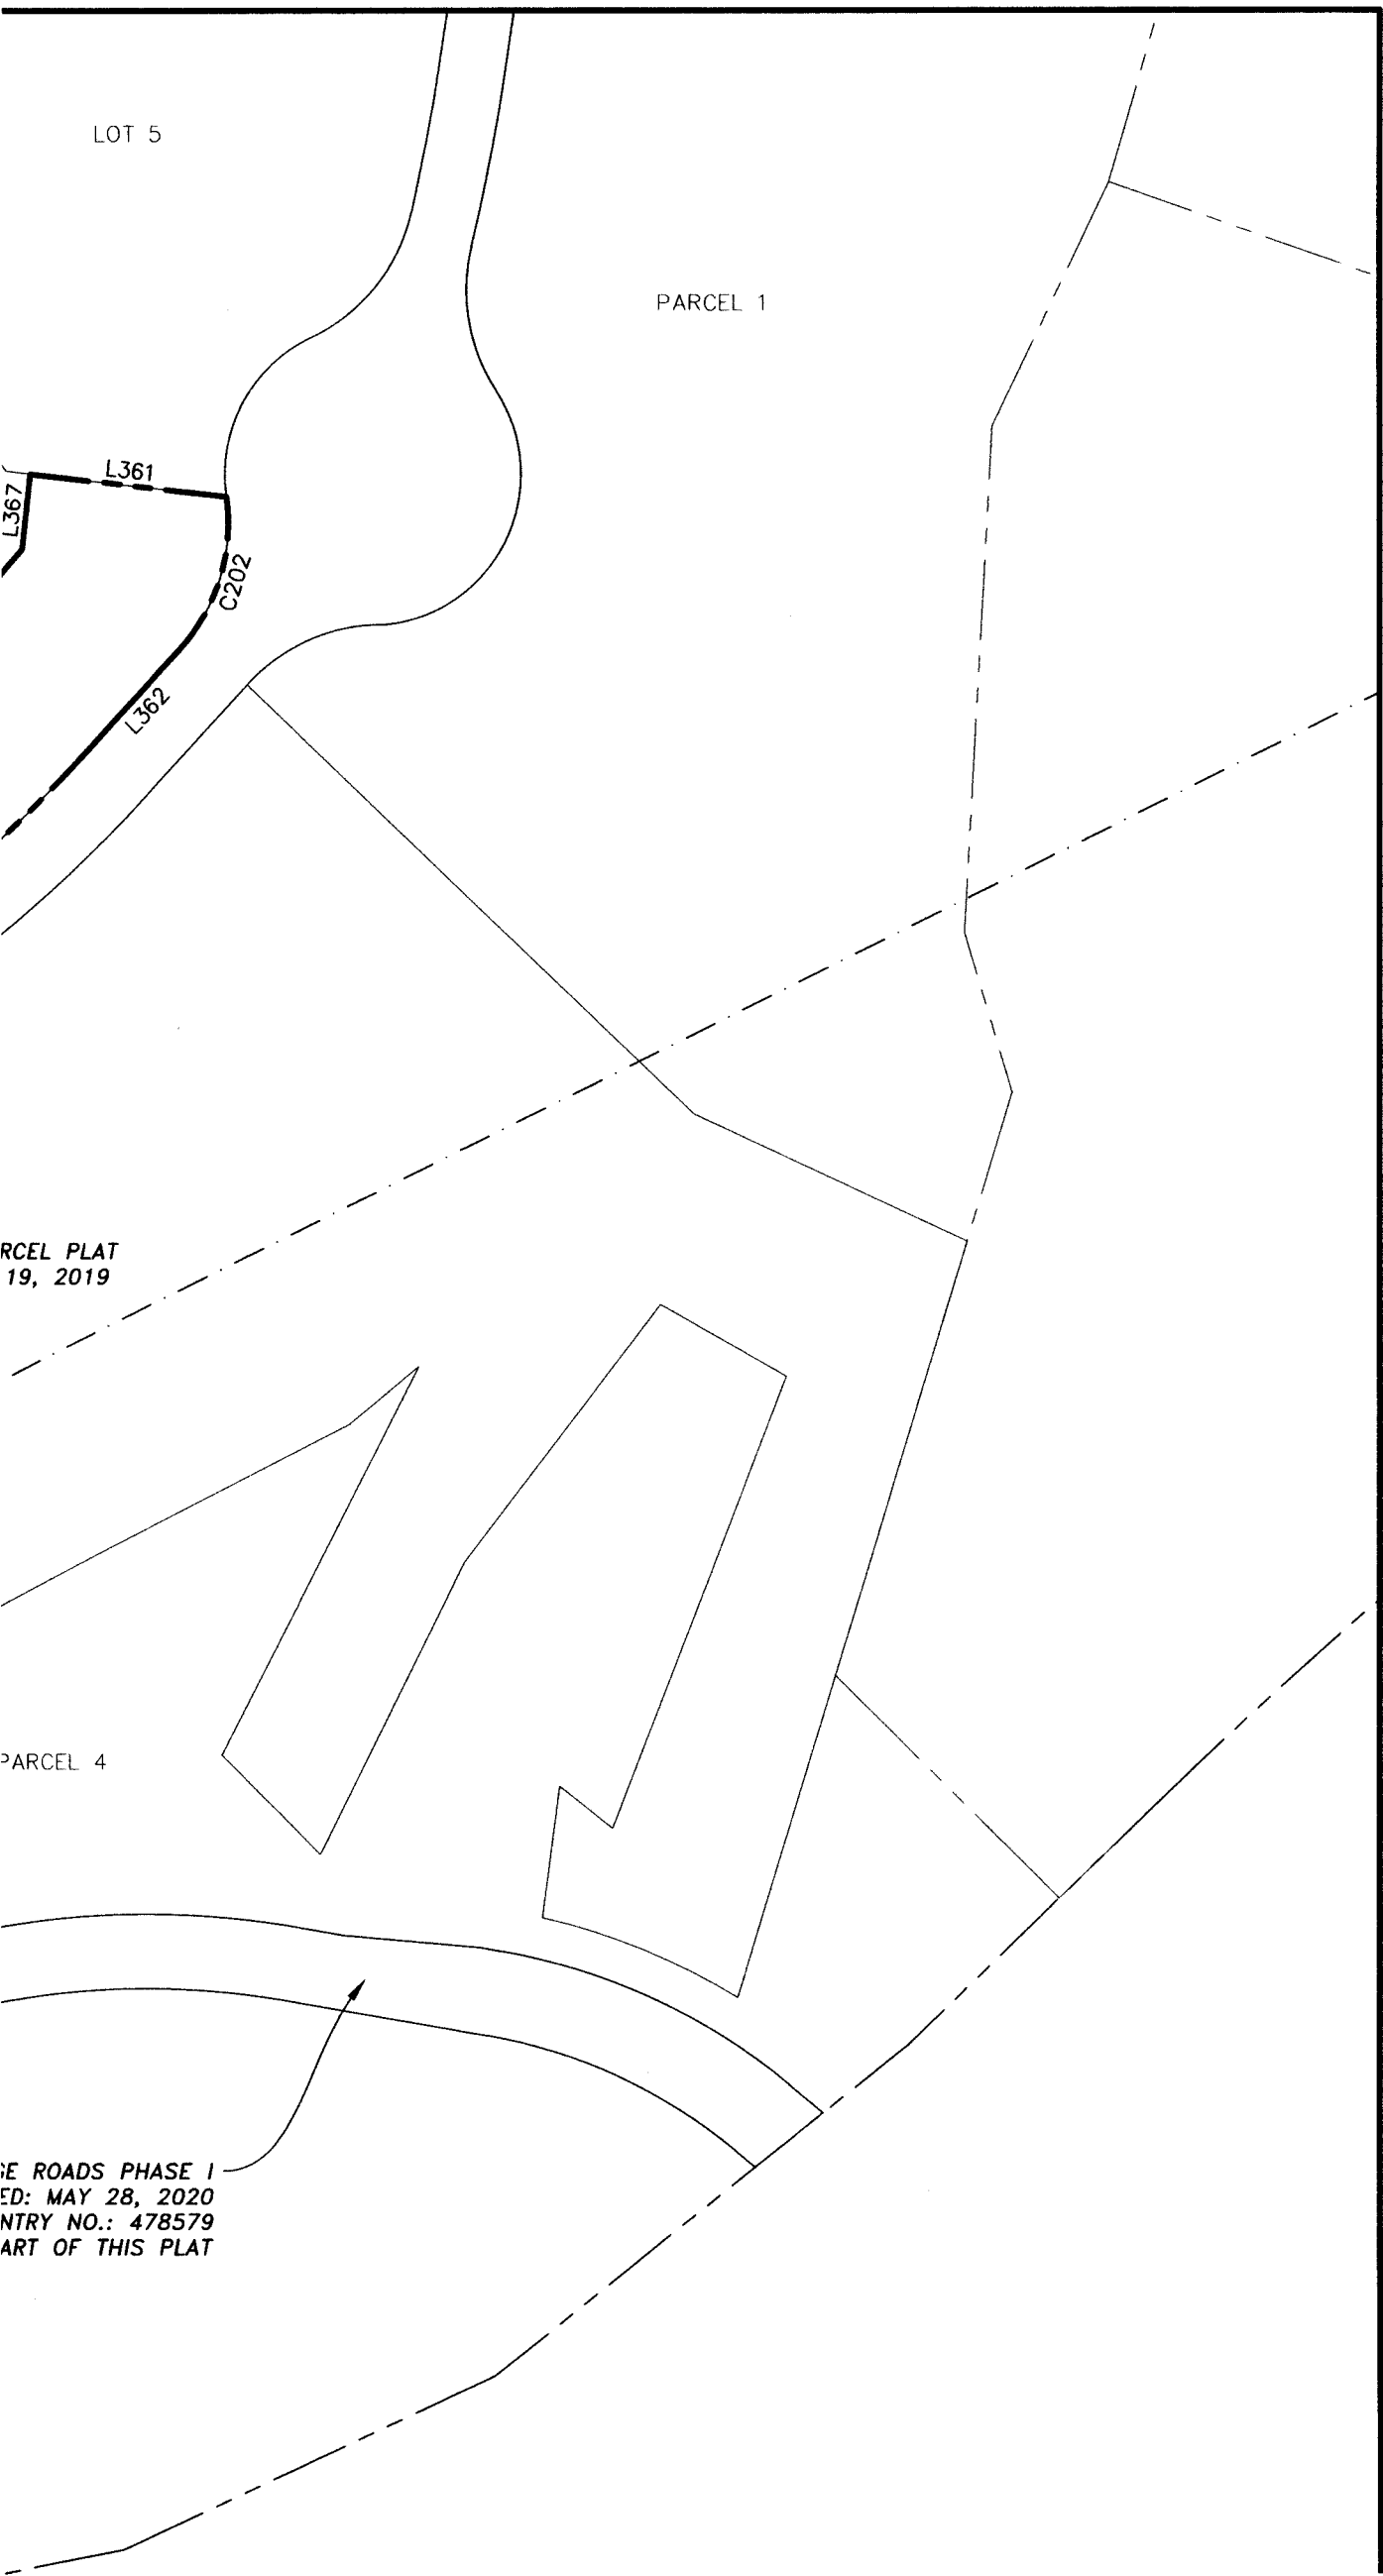 LOT 5
PARCEL 1
L361
L367
C202
L362
RCEL PLAT
19, 2019
PARCEL 4
GE ROADS PHASE I
ED: MAY 28, 2020
NTRY NO.: 478579
ART OF THIS PLAT